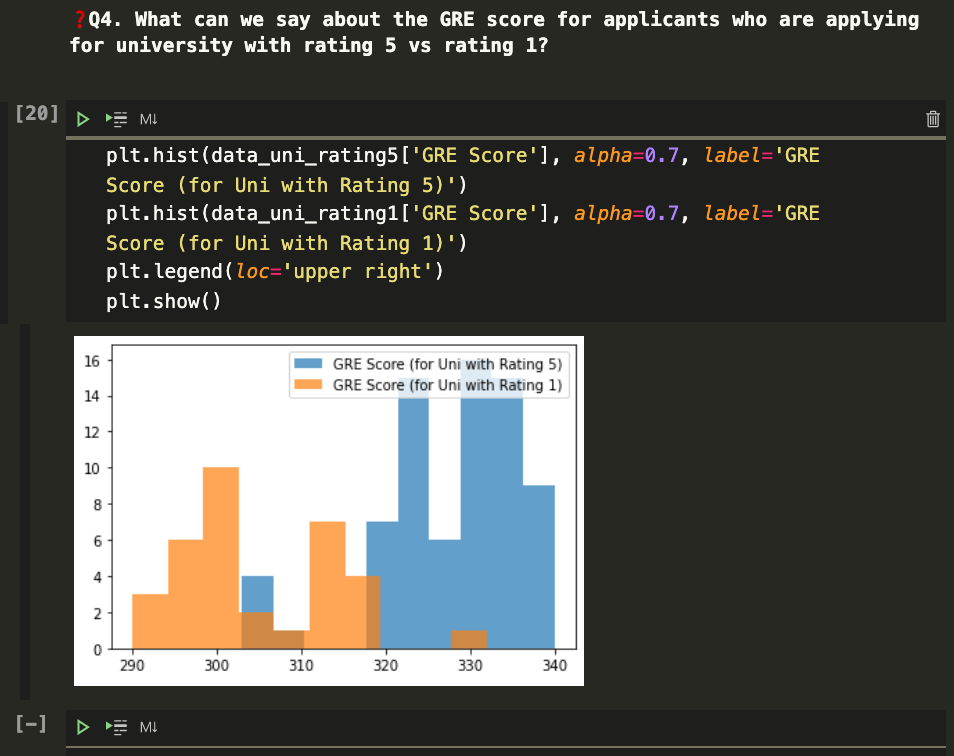 ❓Q4. What can we say about the GRE score for applicants who are applying
for university with rating 5 vs rating 1?
[20]
M↓
plt.hist(data_uni_rating5['GRE Score'], alpha=0.7, label='GRE
Score (for Uni with Rating 5)')
plt.hist(data_uni_rating1['GRE Score'], alpha=0.7, label='GRE
Score (for Uni with Rating 1)')
plt.legend(loc='upper right')
plt.show()
GRE Score (for Uni with Rating 5)
GRE Score (for Uni with Rating 1)
16
14
12
10
8
6
4
2
0
290 300 310 320 330 340
[—]
M↓